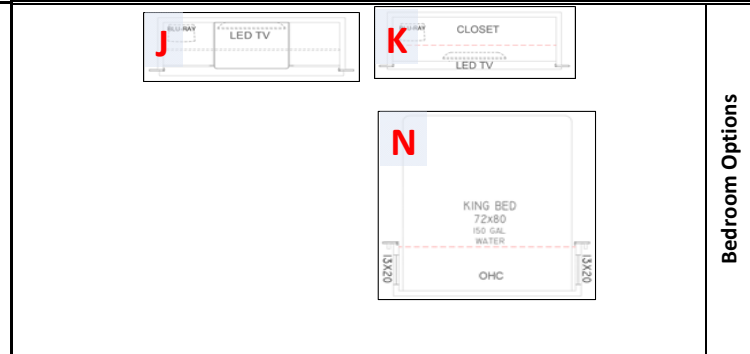 J
BLU-RAY
LED TV
K
BLU-RAY
CLOSET
LED TV
N
KING BED
72x80
150 GAL
WATER
13X20
OHC
13X20
Bedroom Options